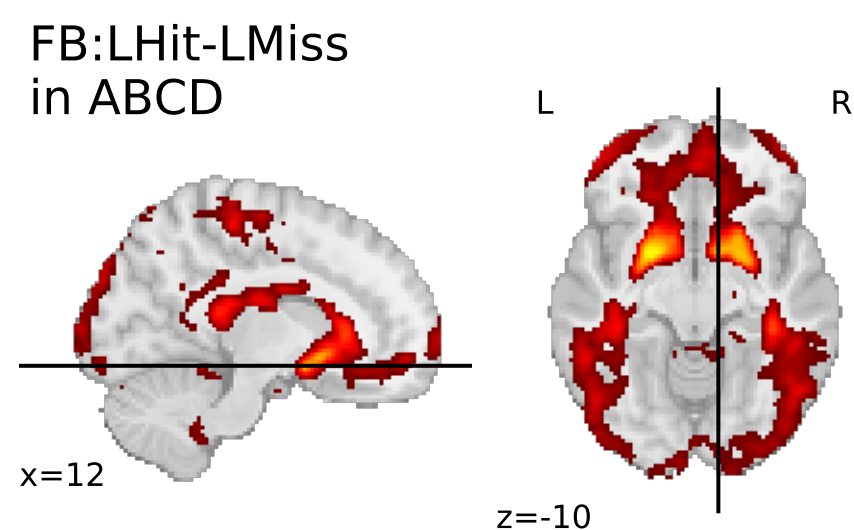 FB:LHit-LMiss
in ABCD
L
R
x=12
z=-10